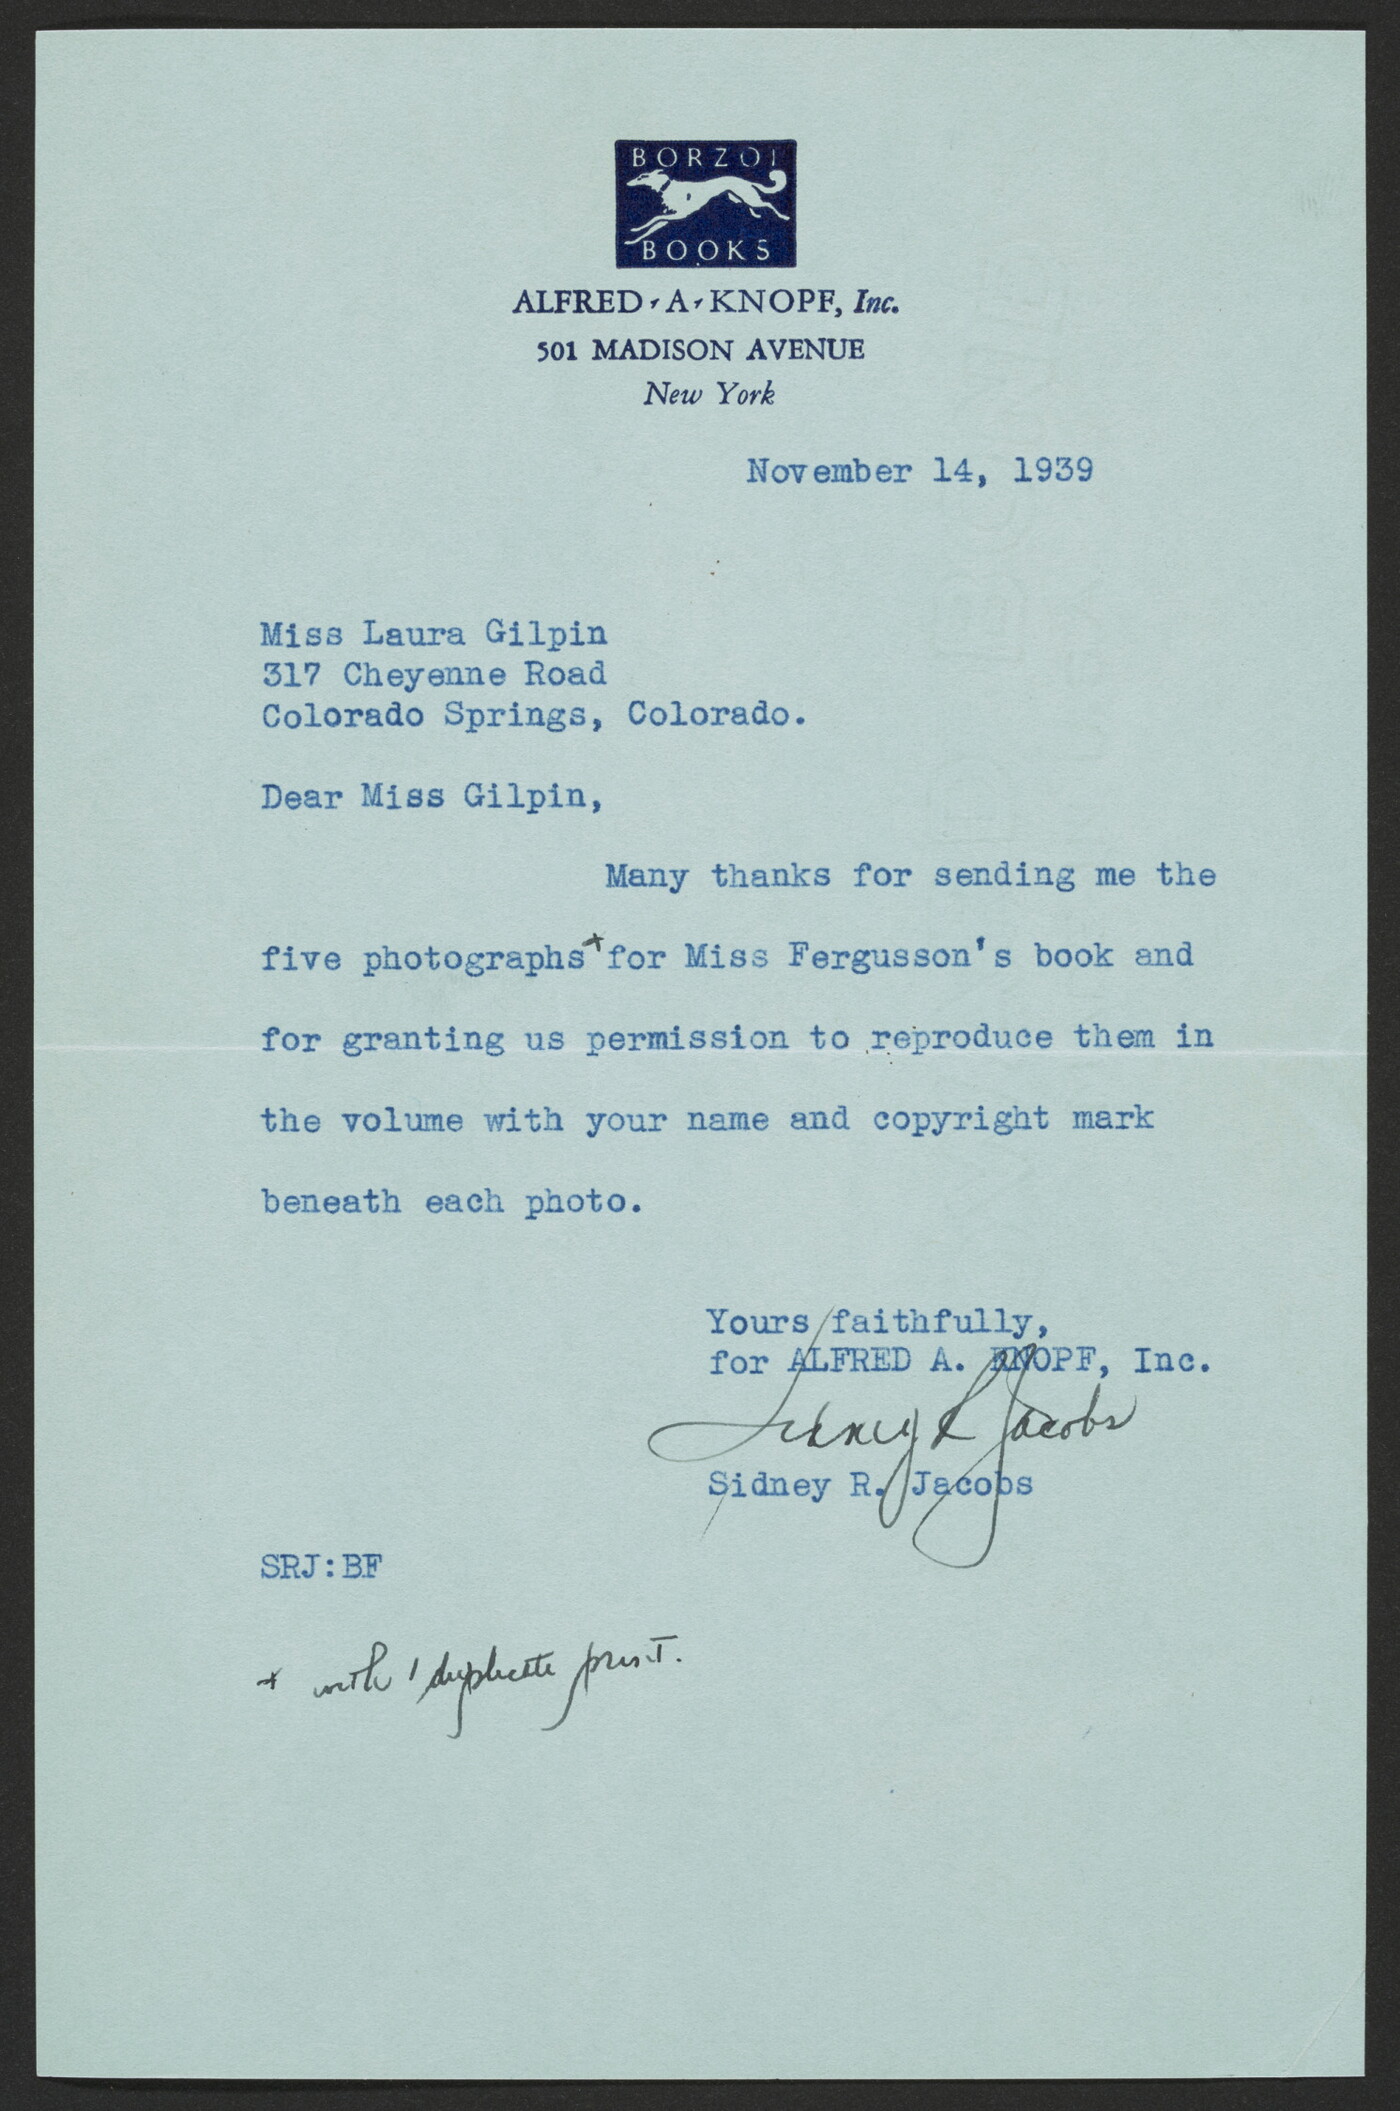 BORZOI
BOOKS
ALFRED · A · KNOPF, Inc.
501 MADISON AVENUE
New York
November 14, 1939
Miss Laura Gilpin
317 Cheyenne Road
Colorado Springs, Colorado.
Dear Miss Gilpin,
Many thanks for sending me the
five photographs + for Miss Fergusson's book and
for granting us permission to reproduce them in
the volume with your name and copyright mark
beneath each photo.
Yours faithfully,
for ALFRED A. KNOPF, Inc.
Sidney R Jacobs
Sidney R. Jacobs
SRJ:BF
+ with 1 duplicate print.